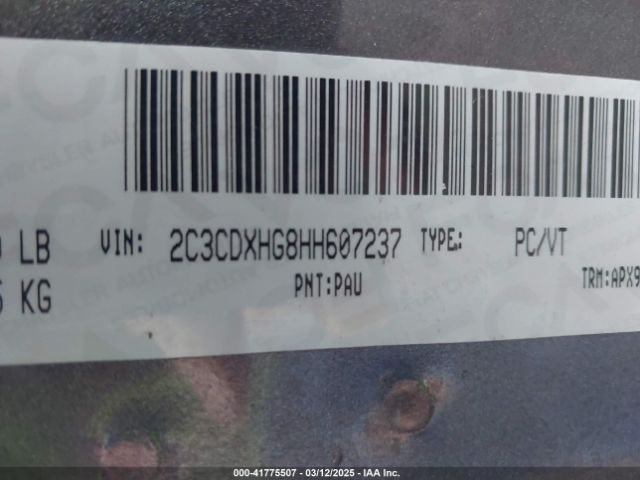 LB VIN: 2C3CDXHG8HH607237 TYPE: PC/VT
KG PNT:PAU TRM:APX9
000-41775507 — 03/12/2025 — IAA Inc.